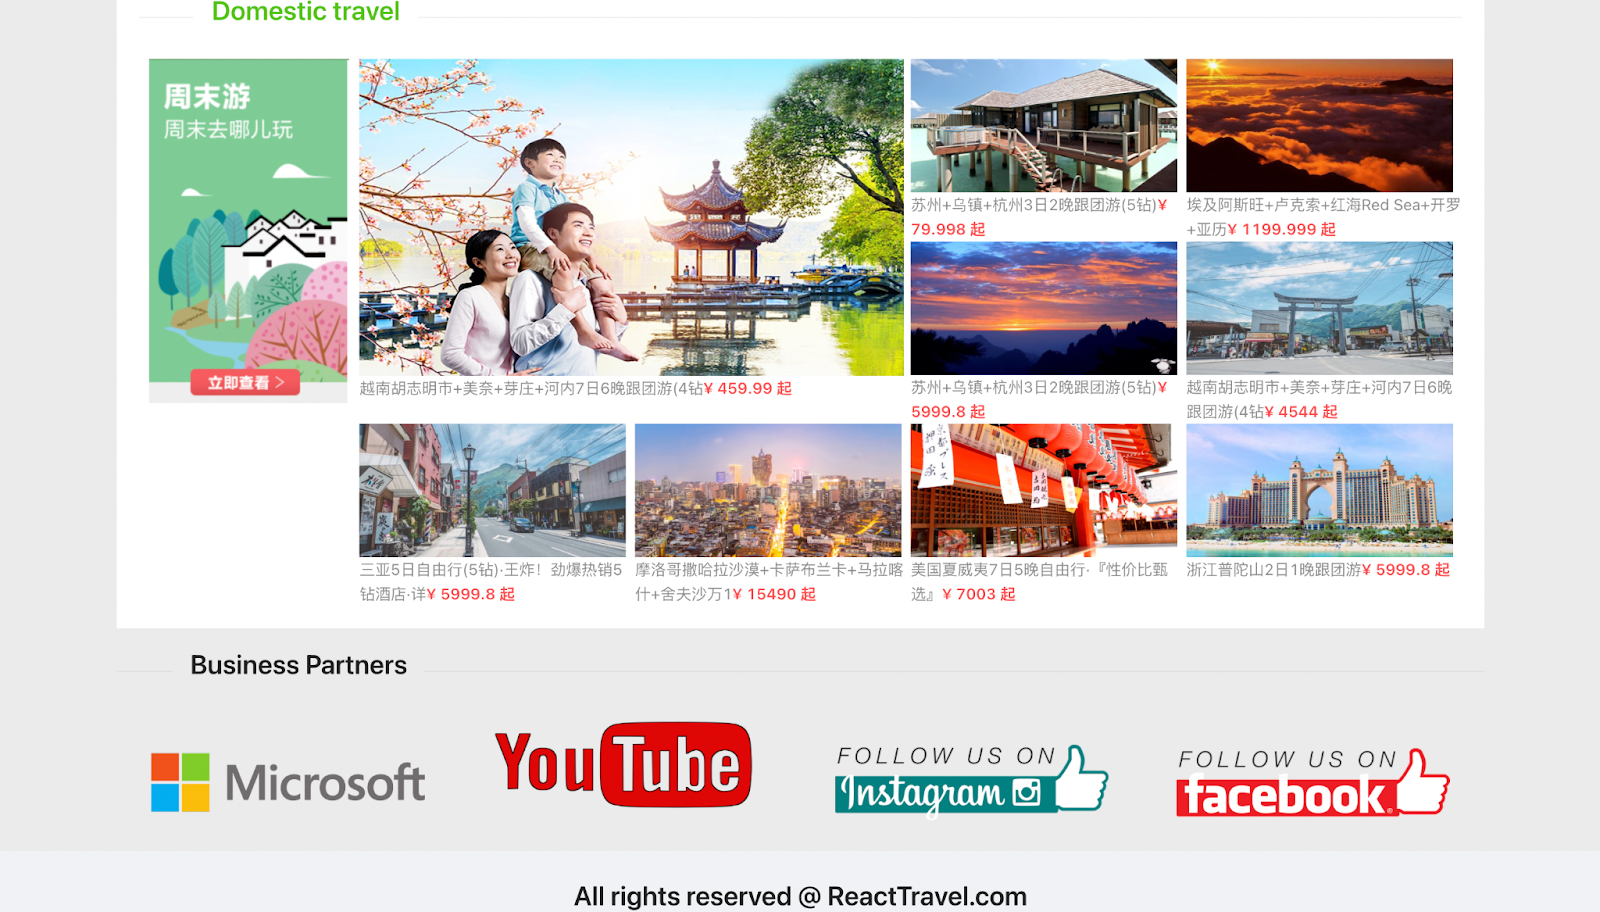 Domestic travel
周末游
周末去哪儿玩
立即查看 >
越南胡志明市+美奈+芽庄+河内7日6晚跟团游(4钻¥ 459.99 起
苏州+乌镇+杭州3日2晚跟团游(5钻)¥
79.998 起
埃及阿斯旺+卢克索+红海Red Sea+开罗
+亚历¥ 1199.999 起
苏州+乌镇+杭州3日2晚跟团游(5钻)¥
5999.8 起
越南胡志明市+美奈+芽庄+河内7日6晚
跟团游(4钻¥ 4544 起
三亚5日自由行(5钻)·王炸！劲爆热销5
钻酒店·详¥ 5999.8 起
摩洛哥撒哈拉沙漠+卡萨布兰卡+马拉喀
什+舍夫沙万1¥ 15490 起
美国夏威夷7日5晚自由行·『性价比甄
选』¥ 7003 起
浙江普陀山2日1晚跟团游¥ 5999.8 起
Business Partners
Microsoft
YouTube
FOLLOW US ON
Instagram
FOLLOW US ON
facebook®
All rights reserved @ ReactTravel.com